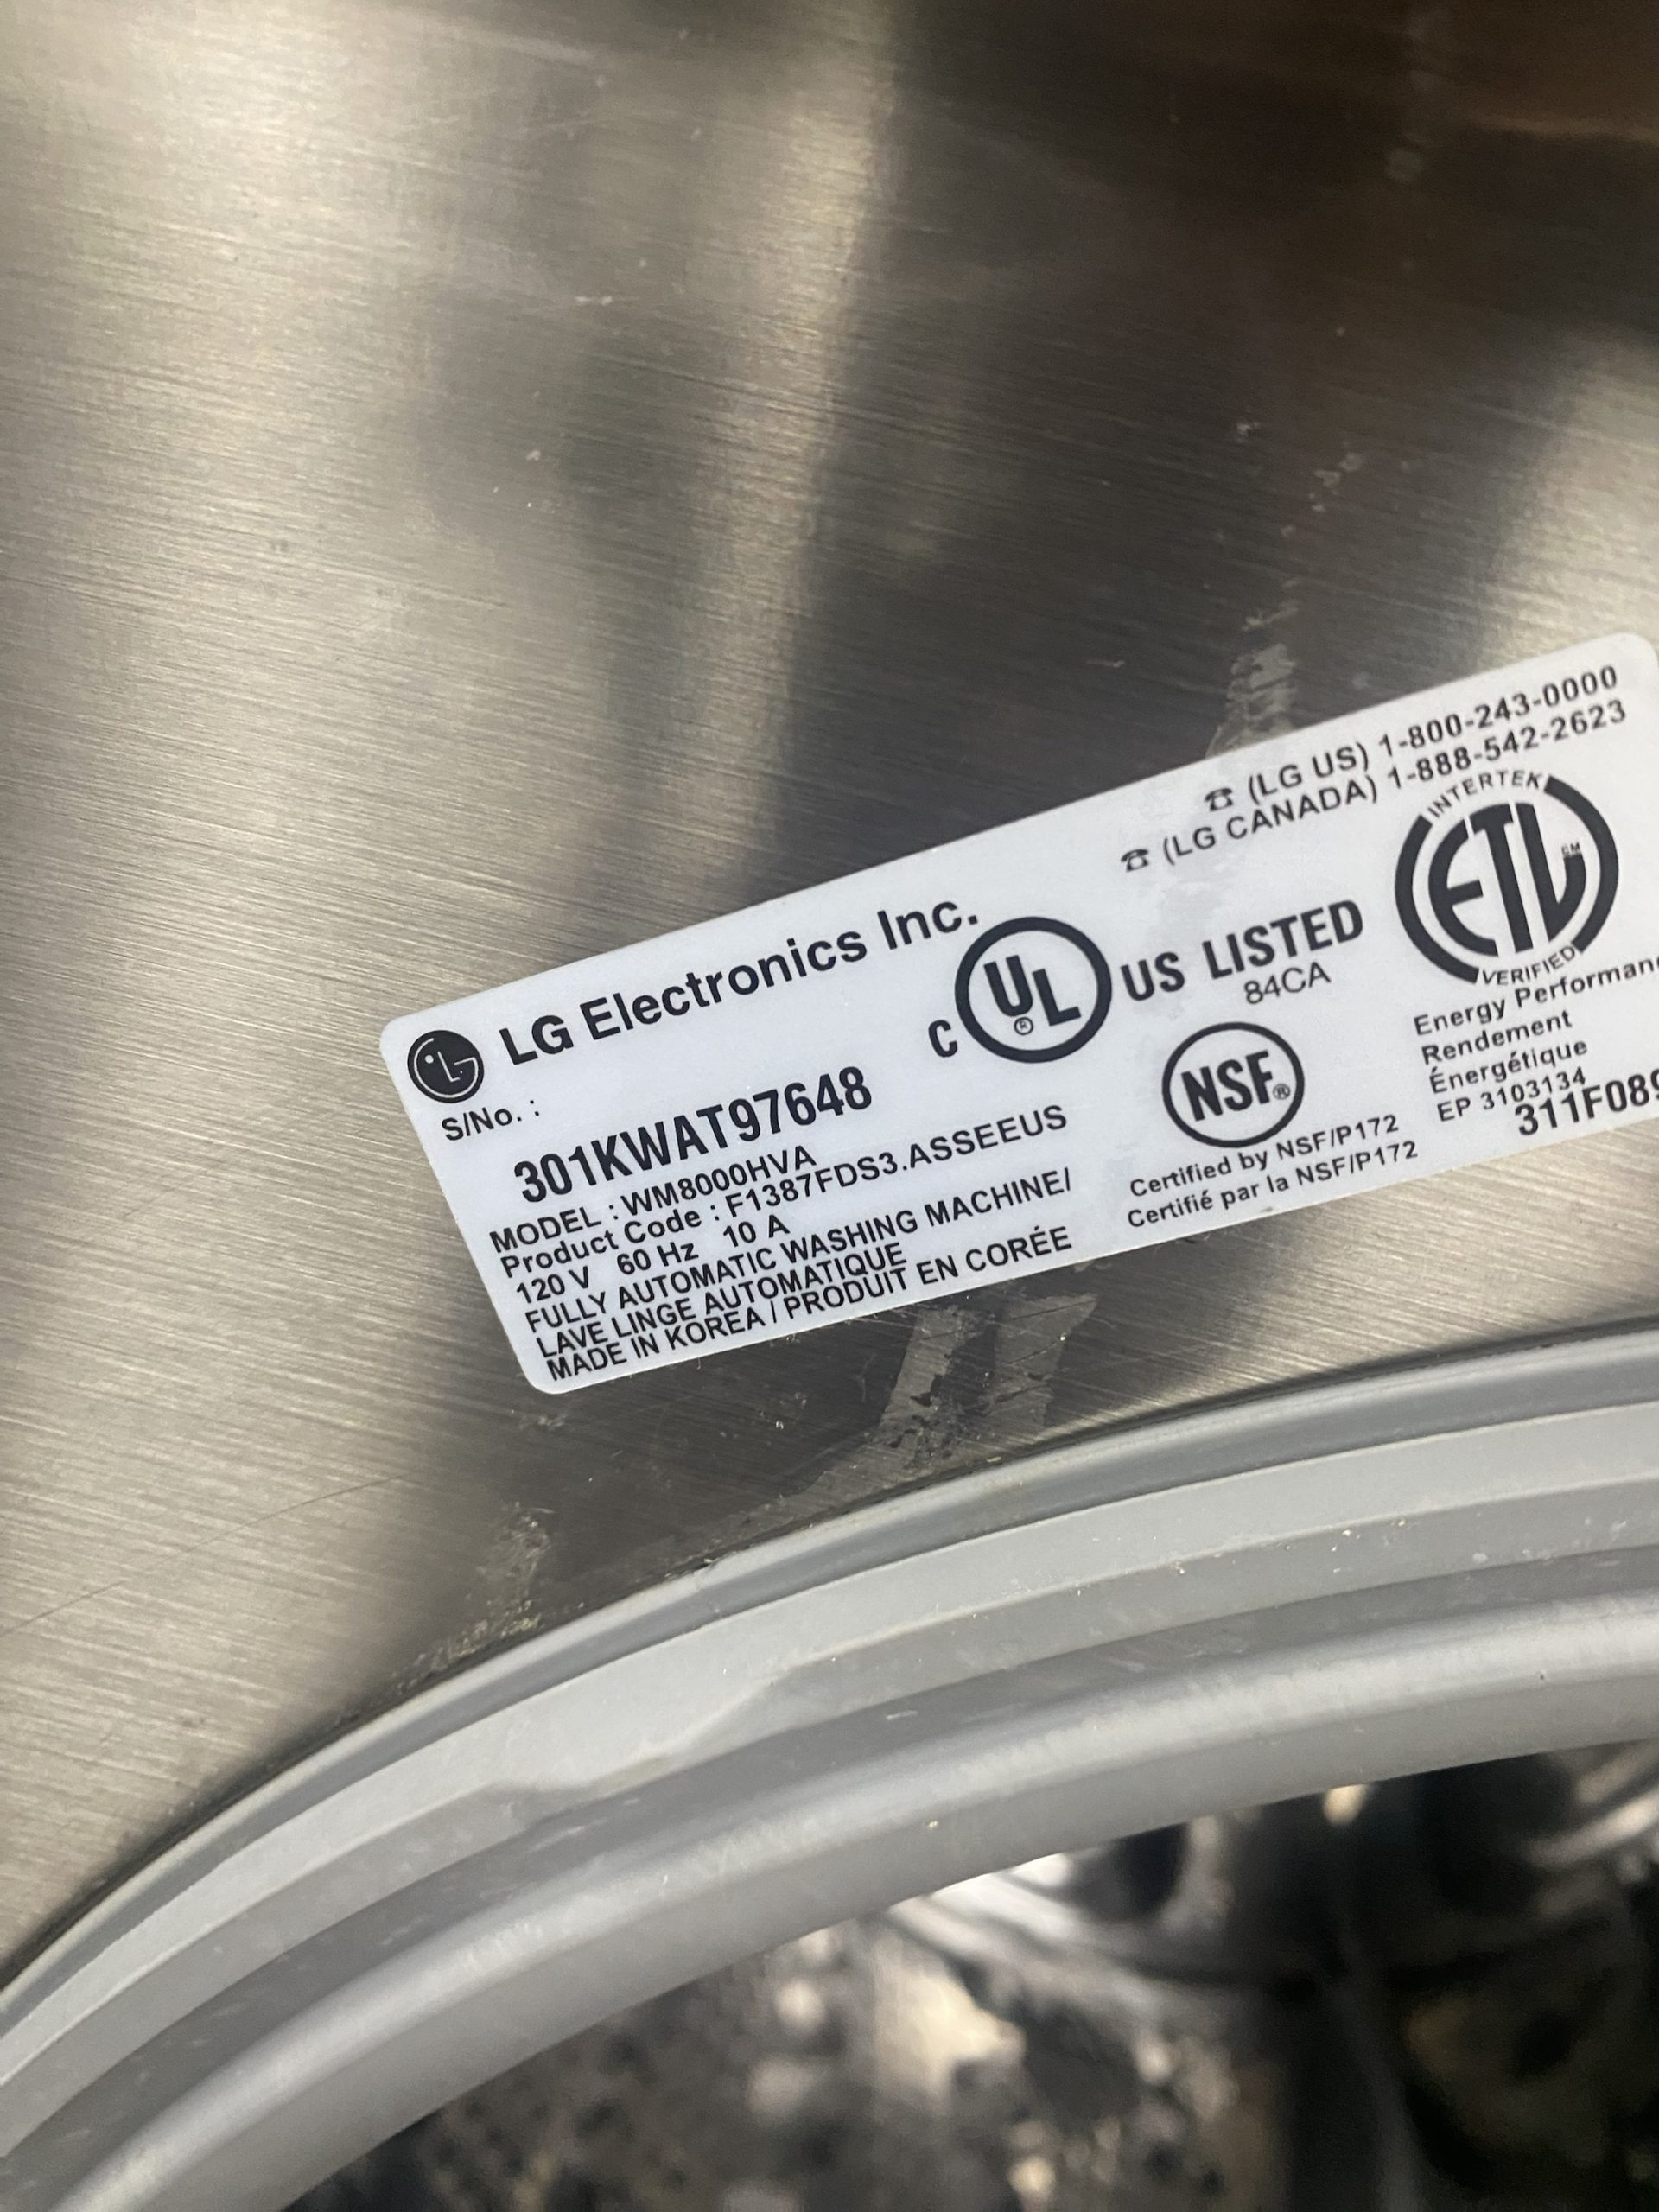 LG Electronics Inc.
☎ (LG US) 1-800-243-0000
☎ (LG CANADA) 1-888-542-2623
S/No. :
301KWAT97648
MODEL : WM8000HVA
Product Code : F1387FDS3.ASSEEUS
120 V 60 Hz 10 A
FULLY AUTOMATIC WASHING MACHINE/
LAVE LINGE AUTOMATIQUE
MADE IN KOREA / PRODUIT EN CORÉE
C UL ® US LISTED
84CA
NSF®
Certified by NSF/P172
Certifié par la NSF/P172
INTERTEK
ETL CM
VERIFIED
Energy
Rendement
Énergétique
EP 3103134